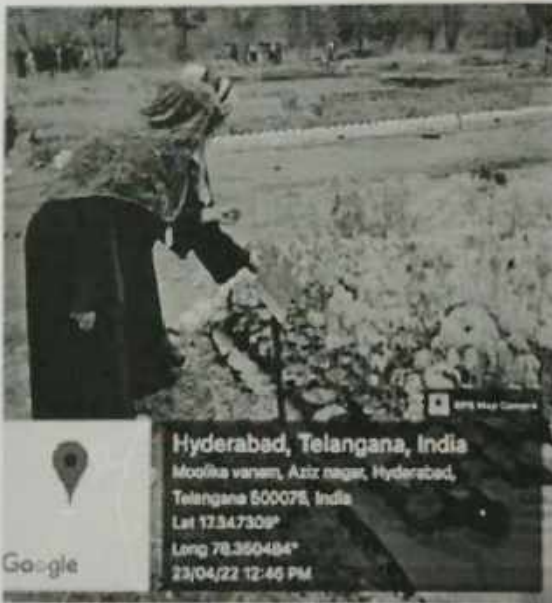 GPS Map Camera
Hyderabad, Telangana, India
Moolika vanam, Aziz nagar, Hyderabad,
Telangana 500075, India
Lat 17.347309°
Long 78.350484°
23/04/22 12:46 PM
Google